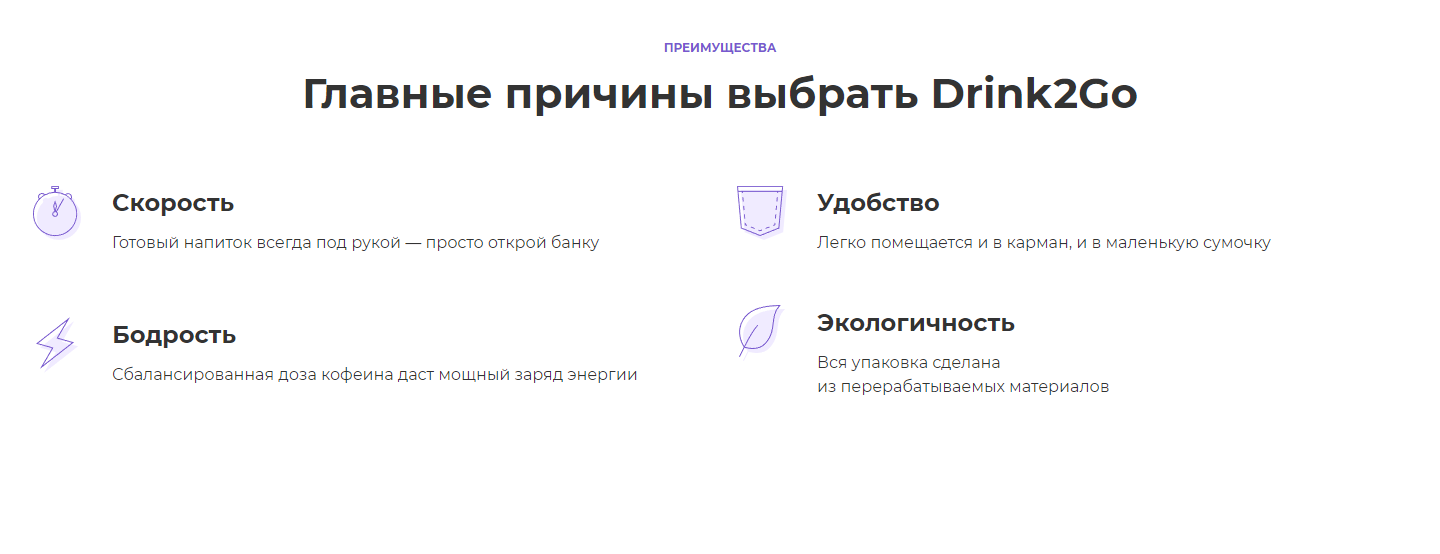 ПРЕИМУЩЕСТВА
Главные причины выбрать Drink2Go
Скорость
Готовый напиток всегда под рукой — просто открой банку
Удобство
Легко помещается и в карман, и в маленькую сумочку
Бодрость
Сбалансированная доза кофеина даст мощный заряд энергии
Экологичность
Вся упаковка сделана
из перерабатываемых материалов